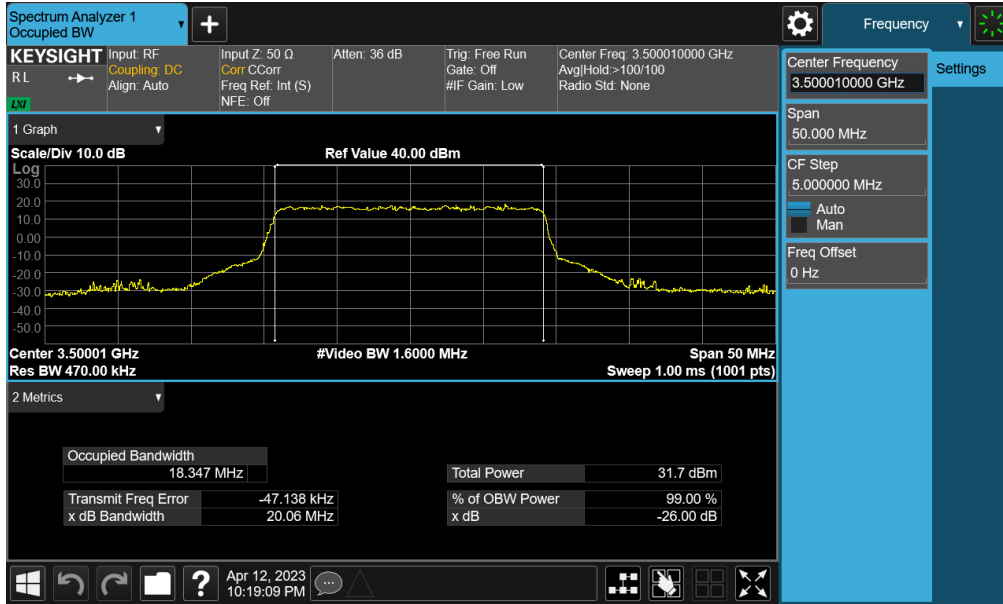 Spectrum Analyzer 1
Occupied BW
+
Frequency
KEYSIGHT
R L
LXI
Input: RF
Coupling: DC
Align: Auto
Input Z: 50 Ω
Corr CCorr
Freq Ref: Int (S)
NFE: Off
Atten: 36 dB
Trig: Free Run
Gate: Off
#IF Gain: Low
Center Freq: 3.500010000 GHz
Avg|Hold:>100/100
Radio Std: None
Center Frequency
3.500010000 GHz
Settings
Span
50.000 MHz
CF Step
5.000000 MHz
Auto
Man
Freq Offset
0 Hz
1 Graph
Scale/Div 10.0 dB
Ref Value 40.00 dBm
Log
30.0
20.0
10.0
0.00
-10.0
-20.0
-30.0
-40.0
-50.0
Center 3.50001 GHz
#Video BW 1.6000 MHz
Span 50 MHz
Res BW 470.00 kHz
Sweep 1.00 ms (1001 pts)
2 Metrics
Occupied Bandwidth
18.347 MHz
Total Power 31.7 dBm
Transmit Freq Error -47.138 kHz
% of OBW Power 99.00 %
x dB Bandwidth 20.06 MHz
x dB -26.00 dB
?
Apr 12, 2023
10:19:09 PM